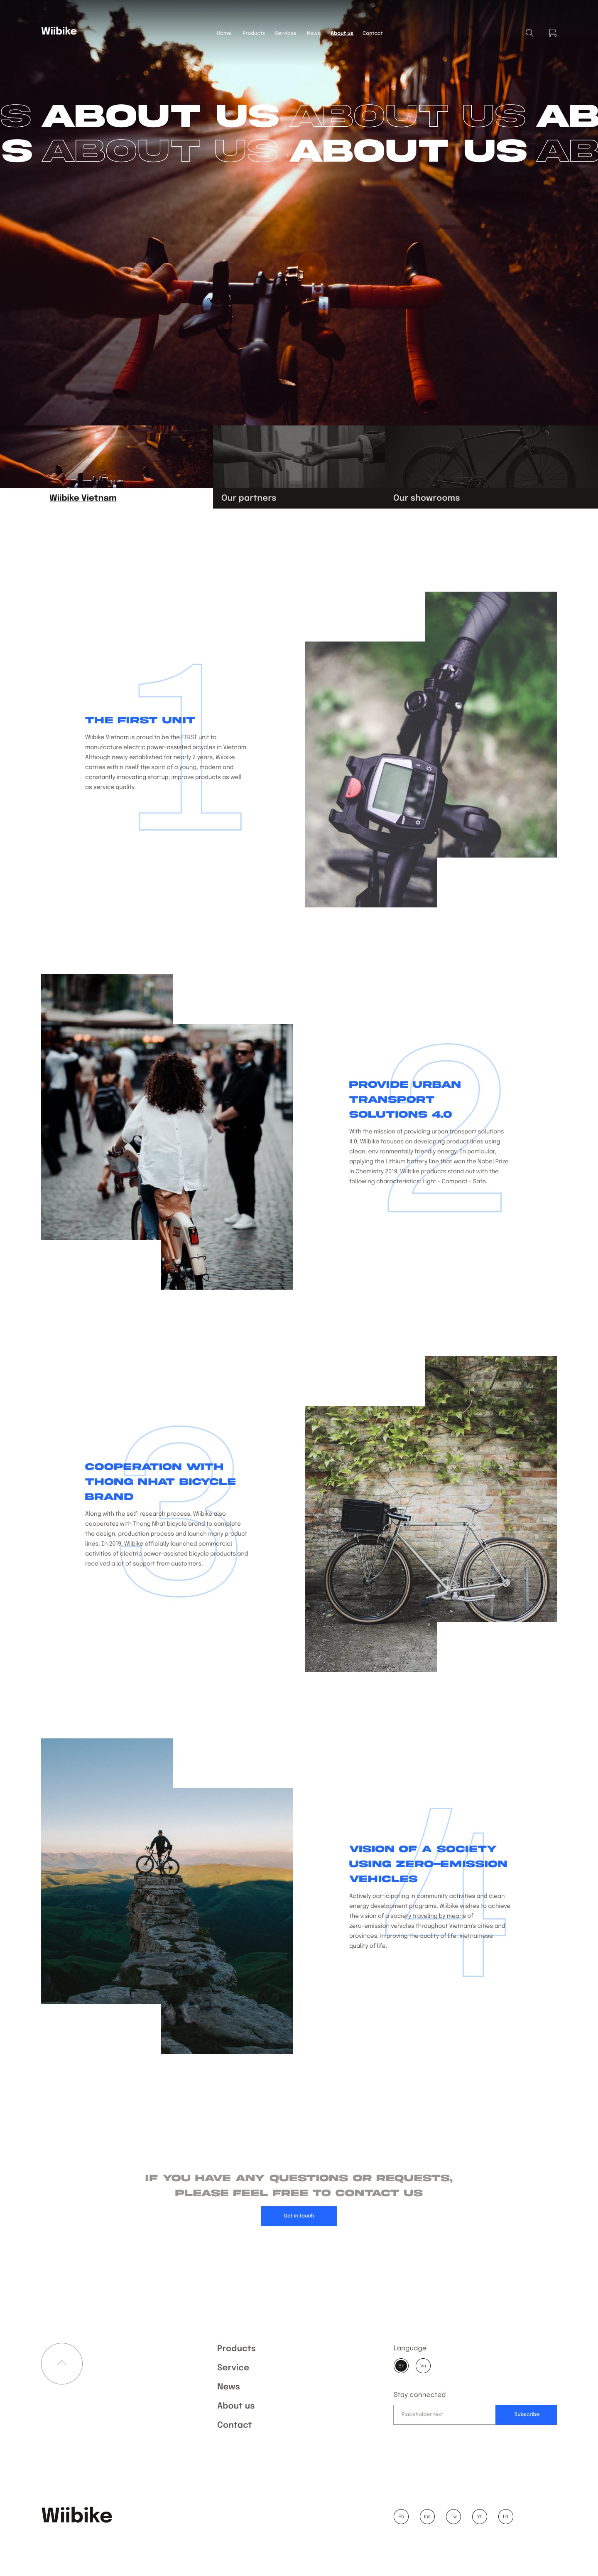 Wiibike
Home Products Services News About us Contact
S ABOUT US ABOUT US AB
S ABOUT US ABOUT US AB
Wiibike Vietnam
Our partners
Our showrooms
1
THE FIRST UNIT
Wiibike Vietnam is proud to be the FIRST unit to
manufacture electric power-assisted bicycles in Vietnam.
Although newly established for nearly 2 years, Wiibike
carries within itself the spirit of a young, modern and
constantly innovating startup; improve products as well
as service quality.
2
PROVIDE URBAN
TRANSPORT
SOLUTIONS 4.0
With the mission of providing urban transport solutions
4.0, Wiibike focuses on developing product lines using
clean, environmentally friendly energy. In particular,
applying the Lithium battery line that won the Nobel Prize
in Chemistry 2019, Wiibike products stand out with the
following characteristics: Light - Compact - Safe.
3
COOPERATION WITH
THONG NHAT BICYCLE
BRAND
Along with the self-research process, Wiibike also
cooperates with Thong Nhat bicycle brand to complete
the design, production process and launch many product
lines. In 2019, Wiibike officially launched commercial
activities of electric power-assisted bicycle products and
received a lot of support from customers.
4
VISION OF A SOCIETY
USING ZERO-EMISSION
VEHICLES
Actively participating in community activities and clean
energy development programs, Wiibike wishes to achieve
the vision of a society traveling by means of
zero-emission vehicles throughout Vietnam's cities and
provinces, improving the quality of life. Vietnamese
quality of life.
IF YOU HAVE ANY QUESTIONS OR REQUESTS,
PLEASE FEEL FREE TO CONTACT US
Get in touch
Products
Service
News
About us
Contact
Language
En Vn
Stay connected
Placeholder text
Subscribe
Wiibike
Fb Ins Tw Yt Ld